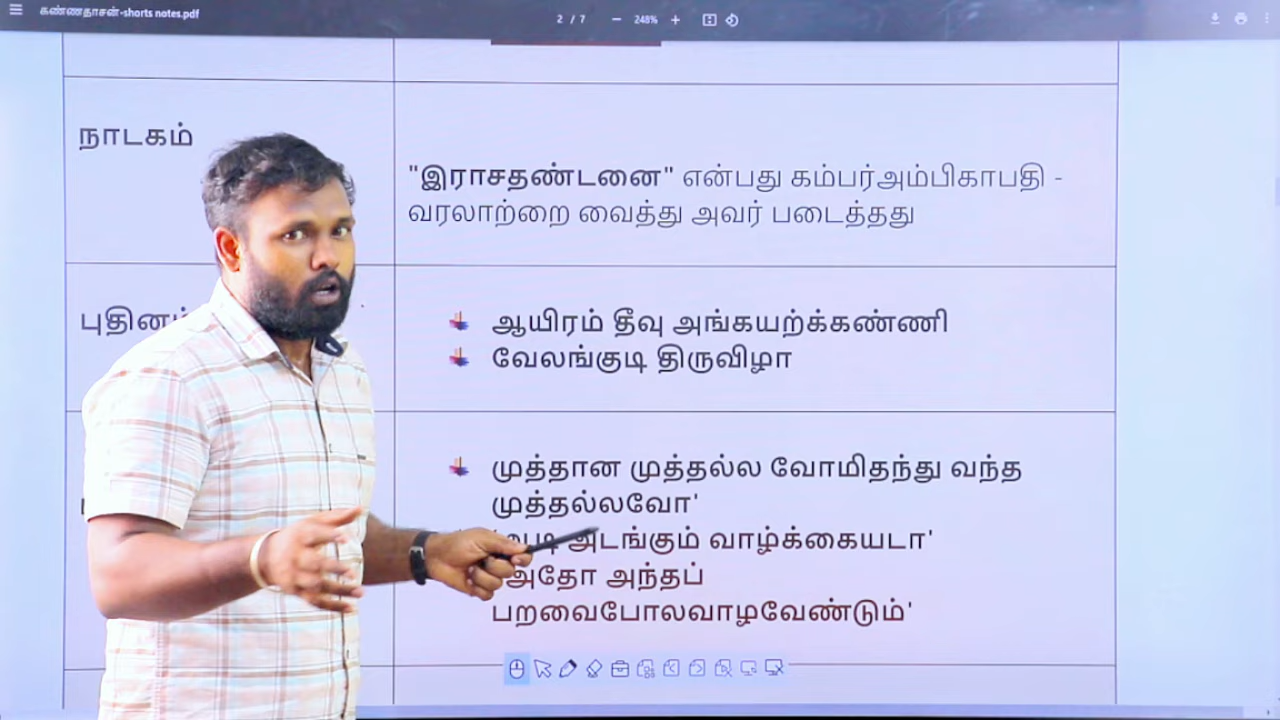 கண்ணதாசன்-shorts notes.pdf
2 / 7
248%
நாடகம்
"இராசதண்டனை" என்பது கம்பர்அம்பிகாபதி -
வரலாற்றை வைத்து அவர் படைத்தது
ஆயிரம் தீவு அங்கயற்க்கண்ணி
வேலங்குடி திருவிழா
முத்தான முத்தல்ல வோமிதந்து வந்த
முத்தல்லவோ'
அடங்கும் வாழ்க்கையடா'
அதோ அந்தப்
பறவைபோலவாழவேண்டும்'